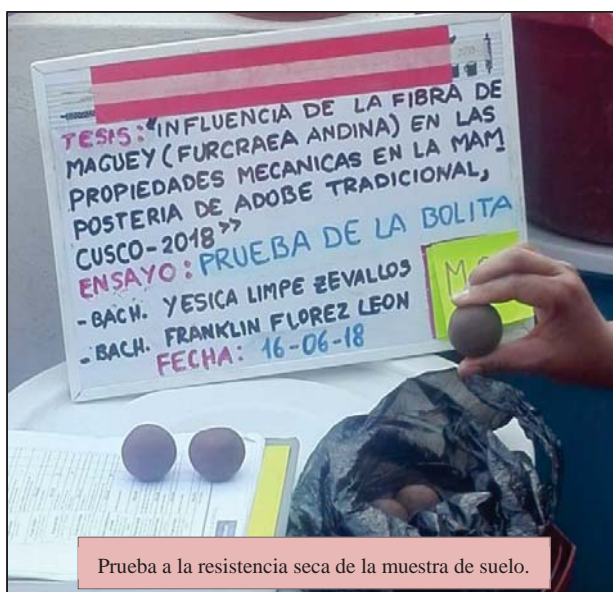 TESIS: "INFLUENCIA DE LA FIBRA DE
MAGUEY (FURCRAEA ANDINA) EN LAS
PROPIEDADES MECANICAS EN LA MAM
POSTERIA DE ADOBE TRADICIONAL,
CUSCO-2018 >>
ENSAYO: PRUEBA DE LA BOLITA
- BACH. YESICA LIMPE ZEVALLOS
- BACH. FRANKLIN FLOREZ LEON
FECHA: 16-06-18
Prueba a la resistencia seca de la muestra de suelo.